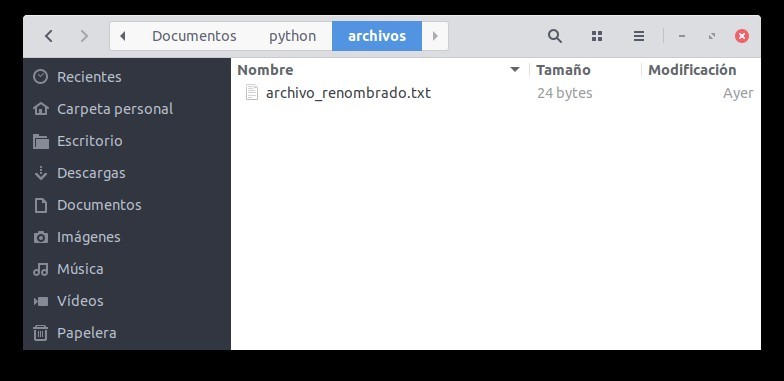 Documentos python archivos
Nombre Tamaño Modificación
archivo_renombrado.txt 24 bytes Ayer
Recientes
Carpeta personal
Escritorio
Descargas
Documentos
Imágenes
Música
Vídeos
Papelera